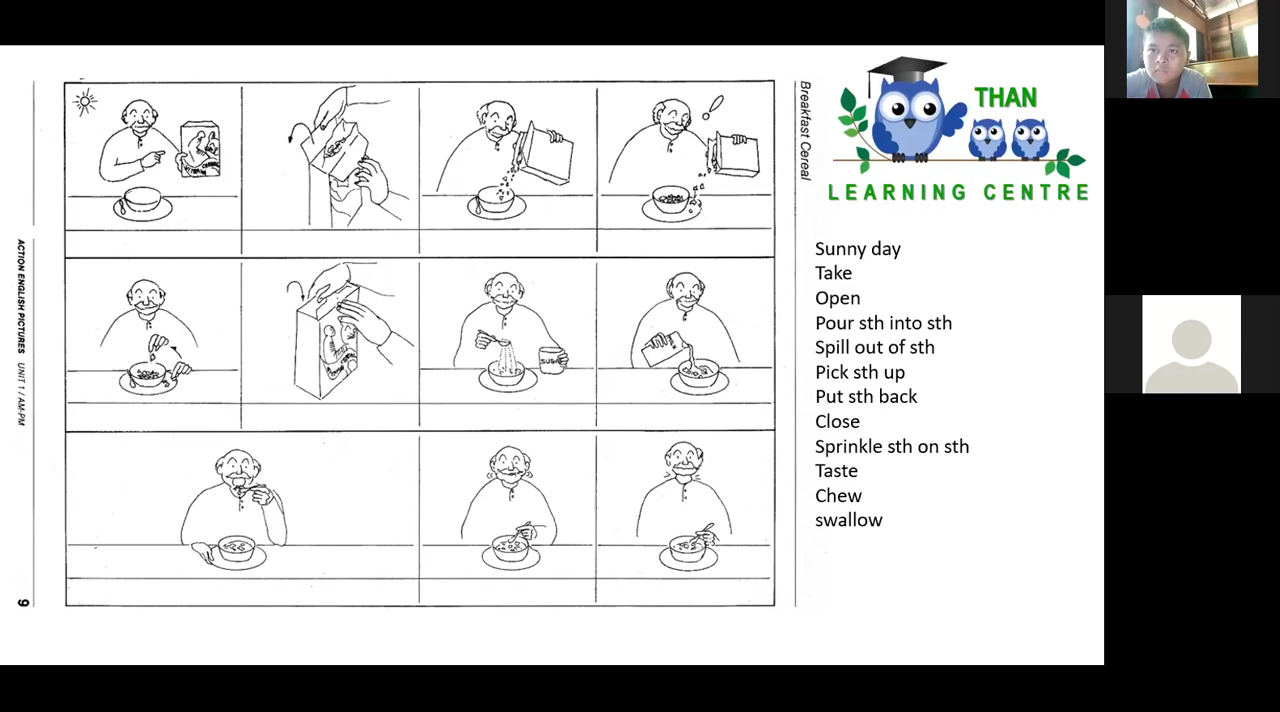 ACTION ENGLISH PICTURES UNIT 1 / AM-PM
9
SUGAR
Breakfast Cereal
THAN
LEARNING CENTRE
Sunny day
Take
Open
Pour sth into sth
Spill out of sth
Pick sth up
Put sth back
Close
Sprinkle sth on sth
Taste
Chew
swallow